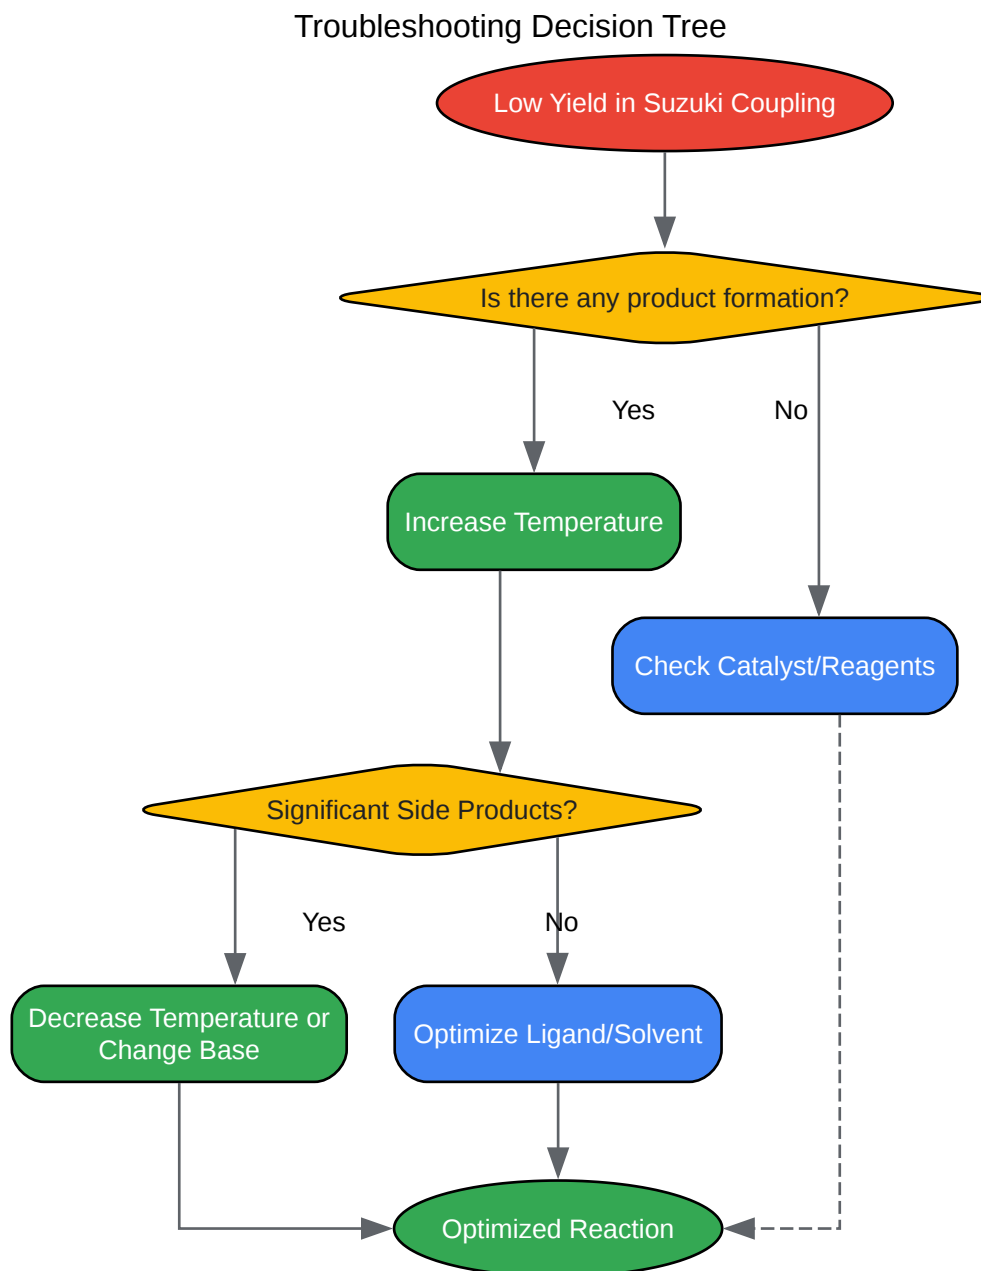 Troubleshooting Decision Tree
Low Yield in Suzuki Coupling
Is there any product formation?
Yes
No
Increase Temperature
Check Catalyst/Reagents
Significant Side Products?
Yes
No
Decrease Temperature or
Change Base
Optimize Ligand/Solvent
Optimized Reaction